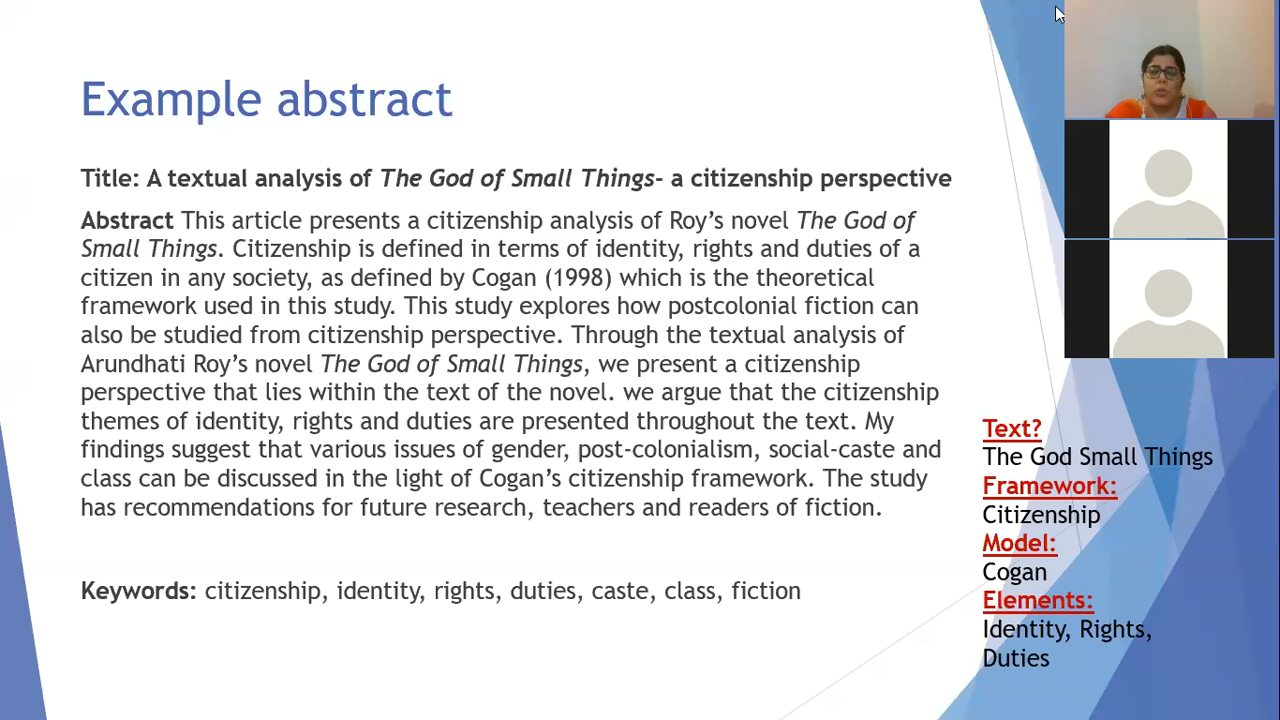 Example abstract
Title: A textual analysis of The God of Small Things- a citizenship perspective
Abstract This article presents a citizenship analysis of Roy’s novel The God of
Small Things. Citizenship is defined in terms of identity, rights and duties of a
citizen in any society, as defined by Cogan (1998) which is the theoretical
framework used in this study. This study explores how postcolonial fiction can
also be studied from citizenship perspective. Through the textual analysis of
Arundhati Roy’s novel The God of Small Things, we present a citizenship
perspective that lies within the text of the novel. we argue that the citizenship
themes of identity, rights and duties are presented throughout the text. My
findings suggest that various issues of gender, post-colonialism, social-caste and
class can be discussed in the light of Cogan’s citizenship framework. The study
has recommendations for future research, teachers and readers of fiction.
Keywords: citizenship, identity, rights, duties, caste, class, fiction
Text?
The God Small Things
Framework:
Citizenship
Model:
Cogan
Elements:
Identity, Rights,
Duties